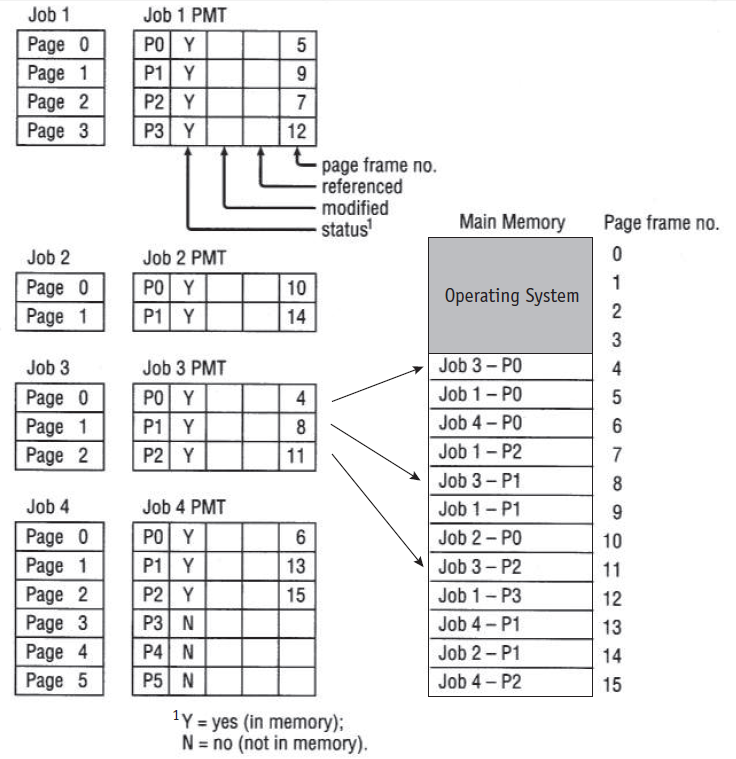 Job 1 Job 1 PMT
Page 0 P0 Y 5
Page 1 P1 Y 9
Page 2 P2 Y 7
Page 3 P3 Y 12
page frame no.
referenced
modified
status1
Job 2 Job 2 PMT
Page 0 P0 Y 10
Page 1 P1 Y 14
Job 3 Job 3 PMT
Page 0 P0 Y 4
Page 1 P1 Y 8
Page 2 P2 Y 11
Job 4 Job 4 PMT
Page 0 P0 Y 6
Page 1 P1 Y 13
Page 2 P2 Y 15
Page 3 P3 N
Page 4 P4 N
Page 5 P5 N
1Y = yes (in memory);
N = no (not in memory).
Main Memory Page frame no.
0
1
Operating System
2
3
Job 3 – P0 4
Job 1 – P0 5
Job 4 – P0 6
Job 1 – P2 7
Job 3 – P1 8
Job 1 – P1 9
Job 2 – P0 10
Job 3 – P2 11
Job 1 – P3 12
Job 4 – P1 13
Job 2 – P1 14
Job 4 – P2 15